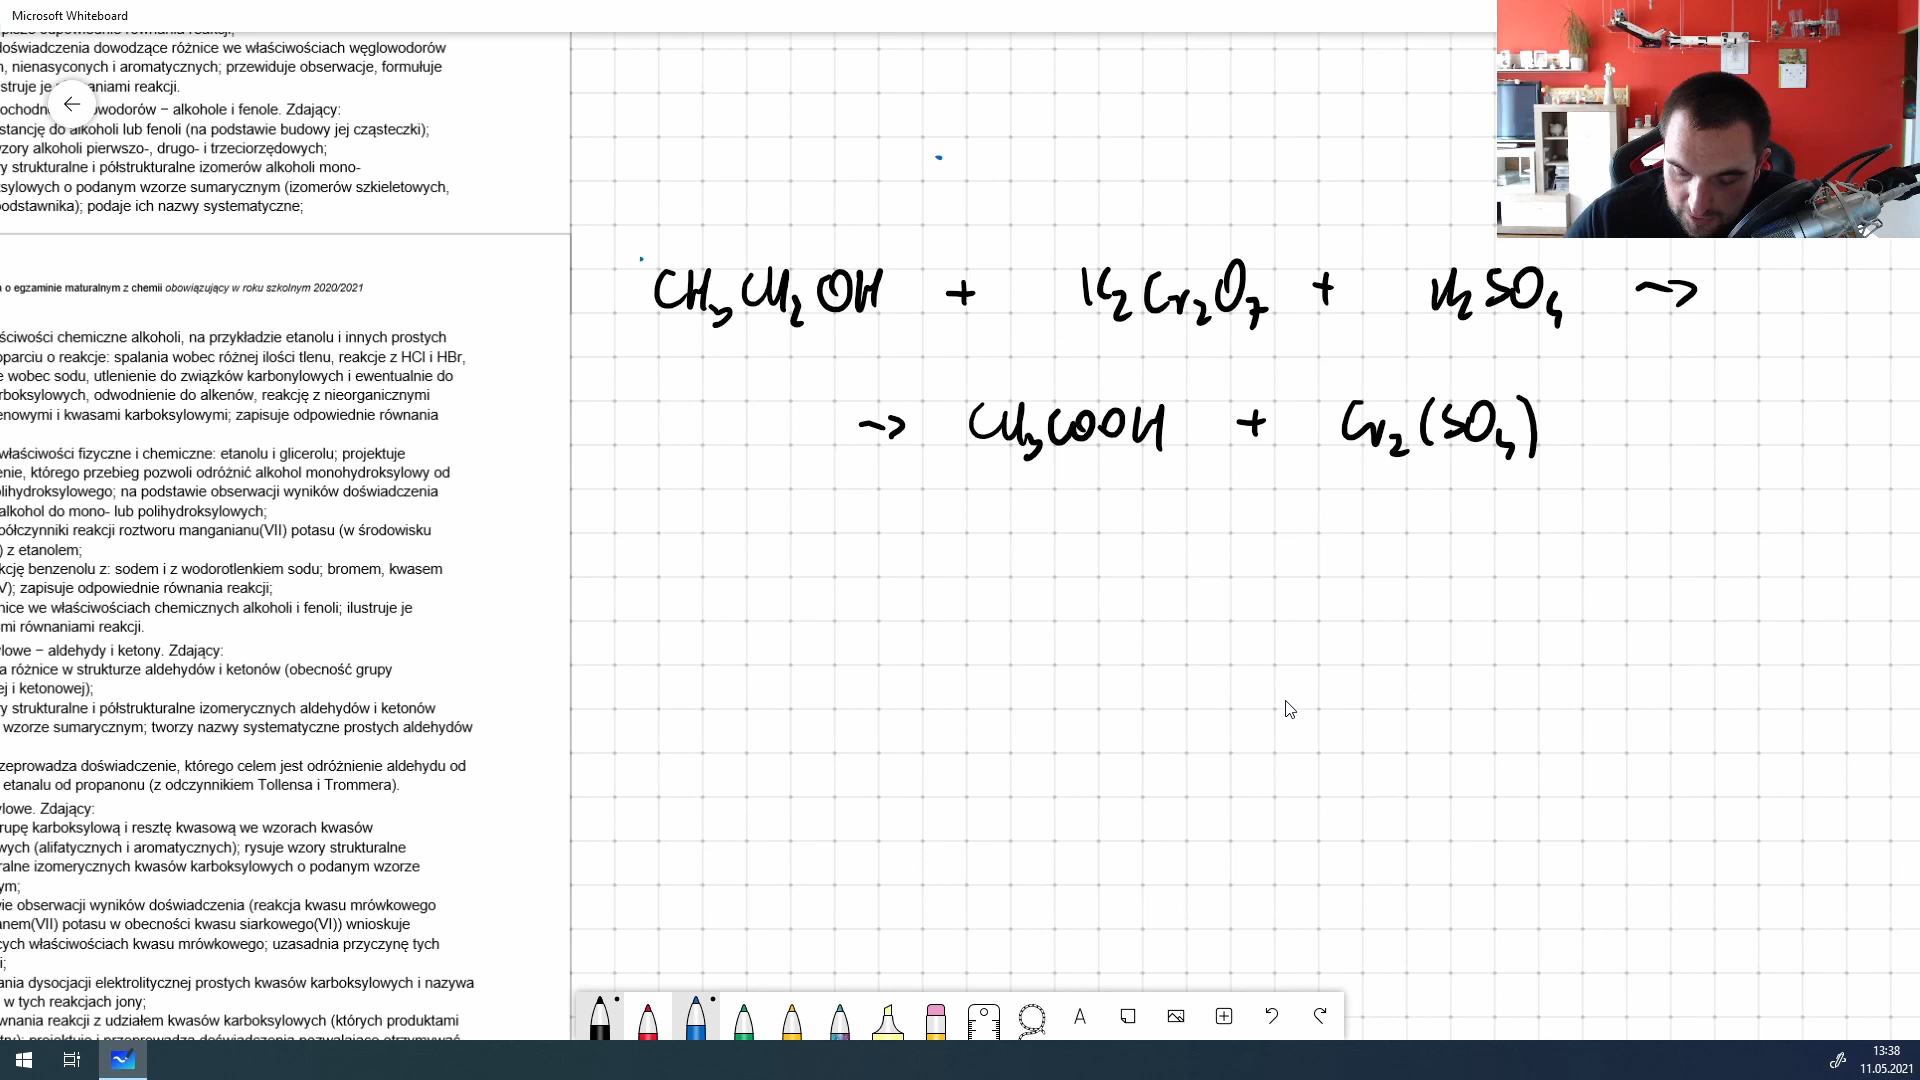 Microsoft Whiteboard
doświadczenia dowodzące różnice we właściwościach węglowodorów
h, nienasyconych i aromatycznych; przewiduje obserwacje, formułuje
struje je aniami reakcji.
ochodn owodorów − alkohole i fenole. Zdający:
stancję do alkoholi lub fenoli (na podstawie budowy jej cząsteczki);
wzory alkoholi pierwszo-, drugo- i trzeciorzędowych;
y strukturalne i półstrukturalne izomerów alkoholi mono-
sylowych o podanym wzorze sumarycznym (izomerów szkieletowych,
podstawnika); podaje ich nazwy systematyczne;
a o egzaminie maturalnym z chemii obowiązujący w roku szkolnym 2020/2021
ściwości chemiczne alkoholi, na przykładzie etanolu i innych prostych
oparciu o reakcje: spalania wobec różnej ilości tlenu, reakcje z HCl i HBr,
e wobec sodu, utlenienie do związków karbonylowych i ewentualnie do
rboksylowych, odwodnienie do alkenów, reakcję z nieorganicznymi
enowymi i kwasami karboksylowymi; zapisuje odpowiednie równania
właściwości fizyczne i chemiczne: etanolu i glicerolu; projektuje
enie, którego przebieg pozwoli odróżnić alkohol monohydroksylowy od
lihydroksylowego; na podstawie obserwacji wyników doświadczenia
alkohol do mono- lub polihydroksylowych;
półczynniki reakcji roztworu manganianu(VII) potasu (w środowisku
) z etanolem;
kcję benzenolu z: sodem i z wodorotlenkiem sodu; bromem, kwasem
V); zapisuje odpowiednie równania reakcji;
nice we właściwościach chemicznych alkoholi i fenoli; ilustruje je
mi równaniami reakcji.
ylowe − aldehydy i ketony. Zdający:
a różnice w strukturze aldehydów i ketonów (obecność grupy
ej i ketonowej);
y strukturalne i półstrukturalne izomerycznych aldehydów i ketonów
wzorze sumarycznym; tworzy nazwy systematyczne prostych aldehydów
zeprowadza doświadczenie, którego celem jest odróżnienie aldehydu od
etanalu od propanonu (z odczynnikiem Tollensa i Trommera).
ylowe. Zdający:
rupę karboksylową i resztę kwasową we wzorach kwasów
wych (alifatycznych i aromatycznych); rysuje wzory strukturalne
ralne izomerycznych kwasów karboksylowych o podanym wzorze
ym;
wie obserwacji wyników doświadczenia (reakcja kwasu mrówkowego
anem(VII) potasu w obecności kwasu siarkowego(VI)) wnioskuje
cych właściwościach kwasu mrówkowego; uzasadnia przyczynę tych
i;
ania dysocjacji elektrolitycznej prostych kwasów karboksylowych i nazywa
w tych reakcjach jony;
wnania reakcji z udziałem kwasów karboksylowych (których produktami
CH₃CH₂OH + K₂Cr₂O₇ + H₂SO₄ →
→ CH₃COOH + Cr₂(SO₄)
A
13:38
11.05.2021